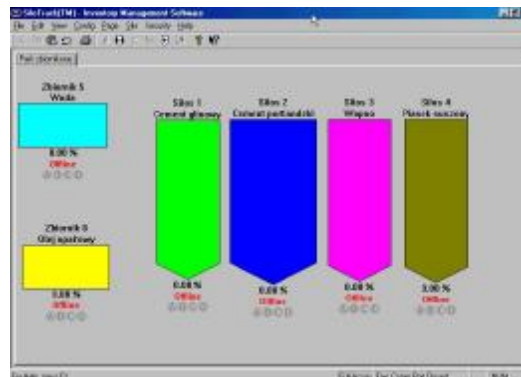 SiloTrack(TM) - Inventory Management Software
File Edit View Config Page Silo Security Help
Zbiornik 5
Woda
0.00 %
Offline
A B C D
Zbiornik 6
Olej opałowy
0.00 %
Offline
A B C D
Silos 1
Cement glinowy
0.00 %
Offline
A B C D
Silos 2
Cement portlandzki
0.00 %
Offline
A B C D
Silos 3
Wapno
0.00 %
Offline
A B C D
Silos 4
Piasek suszony
0.00 %
Offline
A B C D
NUM